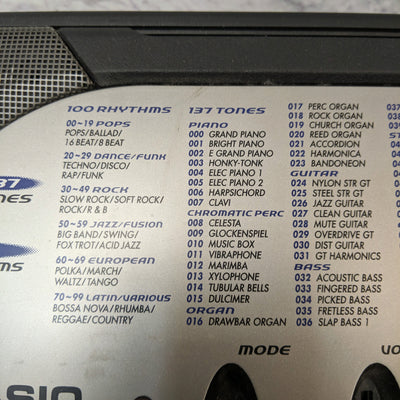 100 RHYTHMS
00~19 POPS
POPS/BALLAD/
16 BEAT/8 BEAT
20~29 DANCE/FUNK
TECHNO/DISCO/
RAP/FUNK
30~49 ROCK
SLOW ROCK/SOFT ROCK/
ROCK/R & B
50~59 JAZZ/FUSION
BIG BAND/SWING/
FOX TROT/ACID JAZZ
60~69 EUROPEAN
POLKA/MARCH/
WALTZ/TANGO
70~99 LATIN/VARIOUS
BOSSA NOVA/RHUMBA/
REGGAE/COUNTRY
137 TONES
PIANO
000 GRAND PIANO
001 BRIGHT PIANO
002 E GRAND PIANO
003 HONKY-TONK
004 ELEC PIANO 1
005 ELEC PIANO 2
006 HARPSICHORD
007 CLAVI
CHROMATIC PERC
008 CELESTA
009 GLOCKENSPIEL
010 MUSIC BOX
011 VIBRAPHONE
012 MARIMBA
013 XYLOPHONE
014 TUBULAR BELLS
015 DULCIMER
ORGAN
016 DRAWBAR ORGAN
017 PERC ORGAN
018 ROCK ORGAN
019 CHURCH ORGAN
020 REED ORGAN
021 ACCORDION
022 HARMONICA
023 BANDONEON
GUITAR
024 NYLON STR GT
025 STEEL STR GT
026 JAZZ GUITAR
027 CLEAN GUITAR
028 MUTE GUITAR
029 OVERDRIVE GT
030 DIST GUITAR
031 GT HARMONICS
BASS
032 ACOUSTIC BASS
033 FINGERED BASS
034 PICKED BASS
035 FRETLESS BASS
036 SLAP BASS 1
037
MODE